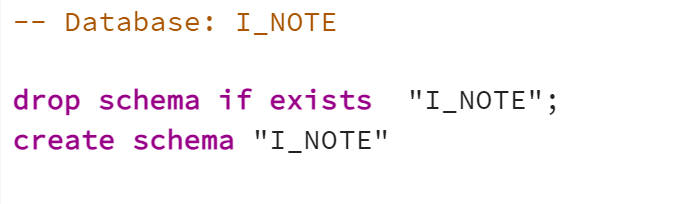 -- Database: I_NOTE
drop schema if exists  "I_NOTE";
create schema "I_NOTE"